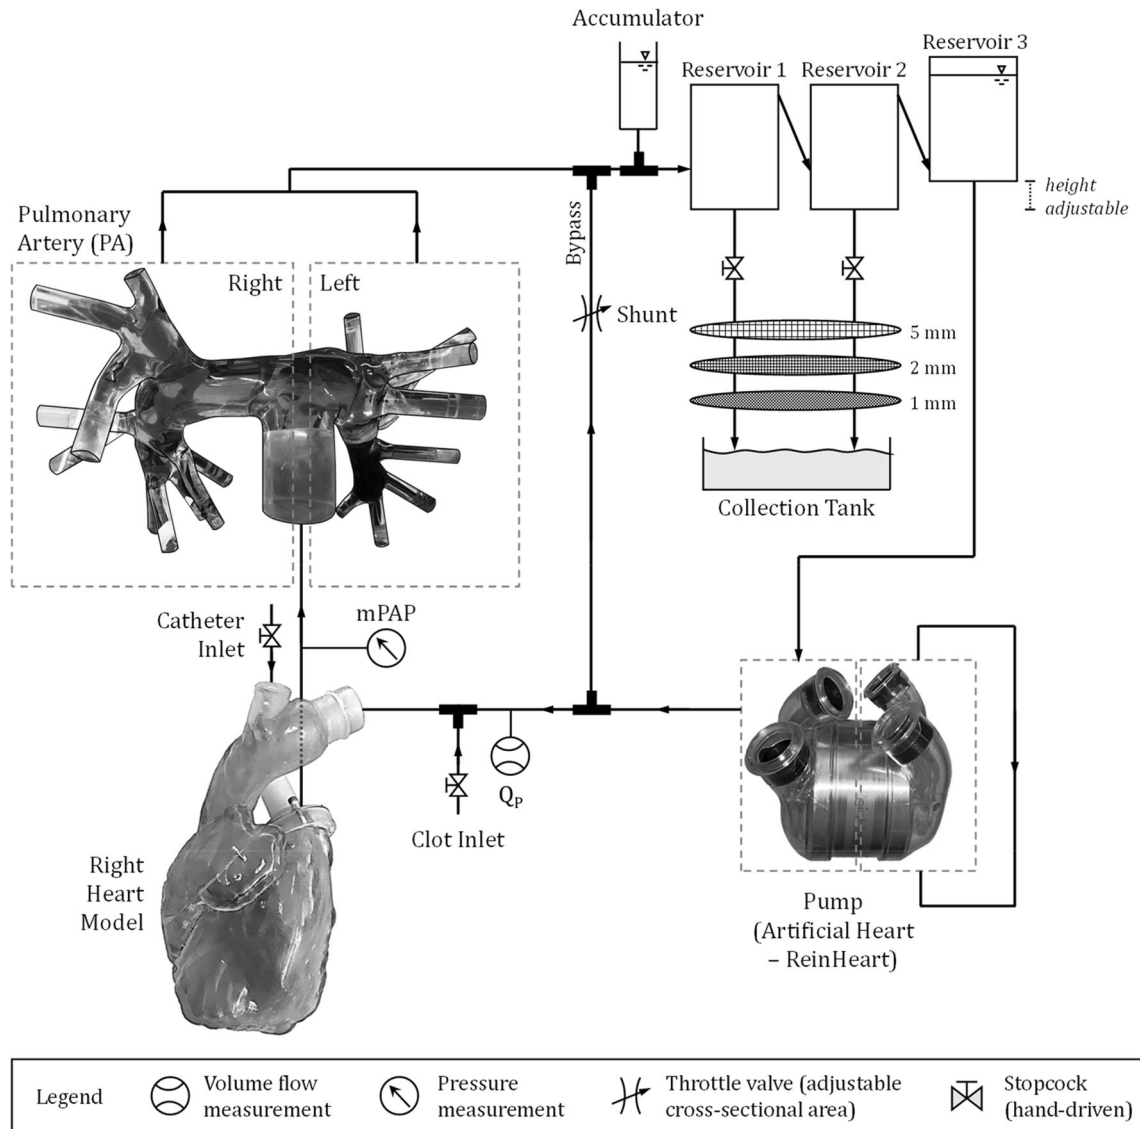 Accumulator
Reservoir 1
Reservoir 2
Reservoir 3
height
adjustable
Pulmonary
Artery (PA)
Right
Left
Bypass
Shunt
5 mm
2 mm
1 mm
Collection Tank
Catheter
Inlet
mPAP
QP
Clot Inlet
Right
Heart
Model
Pump
(Artificial Heart
– ReinHeart)
Legend
Volume flow
measurement
Pressure
measurement
Throttle valve (adjustable
cross-sectional area)
Stopcock
(hand-driven)